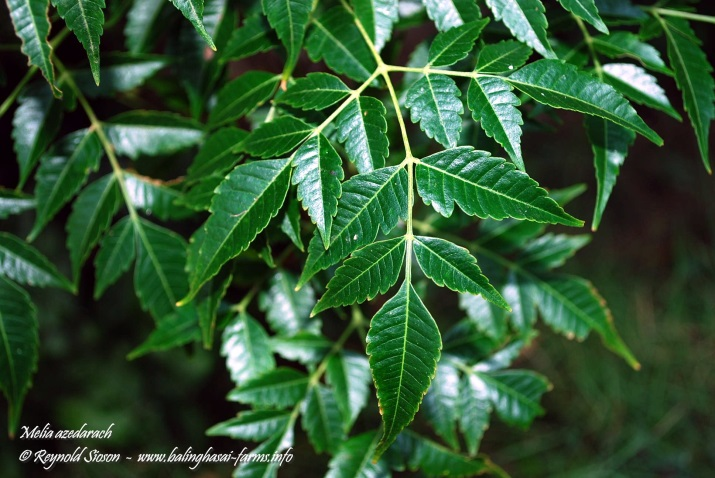 Melia azedarach
© Reynold Sioson ~ www.balinghasai-farms.info